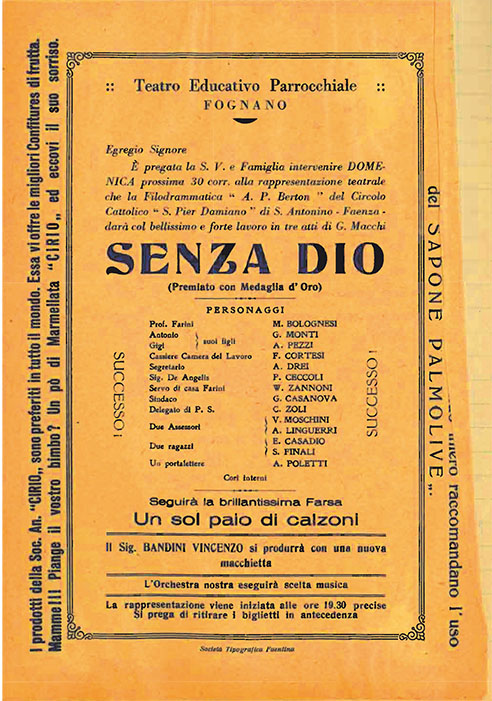 :: Teatro Educativo Parrocchiale ::
FOGNANO
Egregio Signore
È pregata la S. V. e Famiglia intervenire DOME-
NICA prossima 30 corr. alla rappresentazione teatrale
che la Filodrammatica " A. P. Berton " del Circolo
Cattolico " S. Pier Damiano " di S. Antonino - Faenza -
darà col bellissimo e forte lavoro in tre atti di G. Macchi
SENZA DIO
(Premiato con Medaglia d' Oro)
PERSONAGGI
Prof. Farini M. BOLOGNESI
Antonio } suoi figli G. MONTI
Gigi A. PEZZI
Cassiere Camera del Lavoro F. CORTESI
Segretario A. DREI
Sig. De Angelis P. CECCOLI
Servo di casa Farini W. ZANNONI
Sindaco G. CASANOVA
Delegato di P. S. C. ZOLI
Due Assessori { V. MOSCHINI
A. LINGUERRI
Due ragazzi { E. CASADIO
S. FINALI
Un portalettere A. POLETTI
Cori interni
SUCCESSO!
SUCCESSO!
Seguirà la brillantissima Farsa
Un sol paio di calzoni
Il Sig. BANDINI VINCENZO si produrrà con una nuova
macchietta
L'Orchestra nostra eseguirà scelta musica
La rappresentazione viene iniziata alle ore 19.30 precise
Si prega di ritirare i biglietti in antecedenza
Società Tipografica Faentina
I prodotti della Soc. An. "CIRIO„ sono preferiti in tutto il mondo. Essa vi offre le migliori Confitures di frutta.
Mamme!!! Piange il vostro bimbo? Un pò di Marmellata "CIRIO„ ed eccovi il suo sorriso.
del SAPONE PALMOLIVE„.
raccomandano l'uso